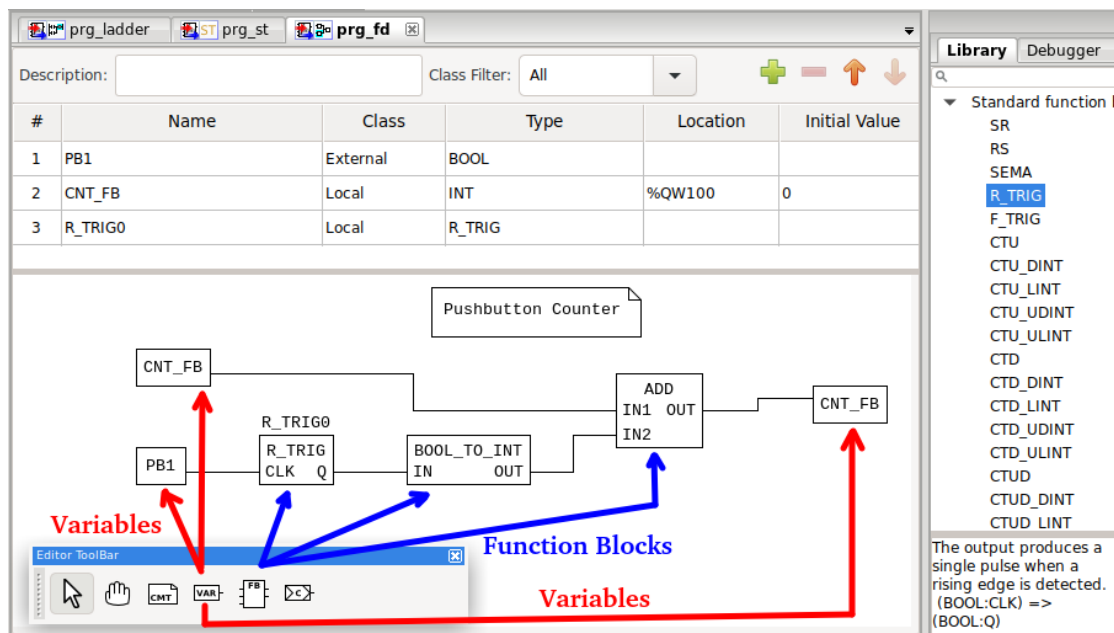 prg_ladder
ST prg_st
prg_fd
Description:
Class Filter: All
# Name Class Type Location Initial Value
1 PB1 External BOOL
2 CNT_FB Local INT %QW100 0
3 R_TRIG0 Local R_TRIG
Pushbutton Counter
CNT_FB
ADD
IN1 OUT
IN2
CNT_FB
R_TRIG0
R_TRIG
CLK Q
BOOL_TO_INT
IN OUT
PB1
Variables
Function Blocks
Editor ToolBar
CMT
VAR
FB
C
Variables
Library
Debugger
Standard function
SR
RS
SEMA
R_TRIG
F_TRIG
CTU
CTU_DINT
CTU_LINT
CTU_UDINT
CTU_ULINT
CTD
CTD_DINT
CTD_LINT
CTD_UDINT
CTD_ULINT
CTUD
CTUD_DINT
CTUD_LINT
The output produces a
single pulse when a
rising edge is detected.
(BOOL:CLK) =>
(BOOL:Q)